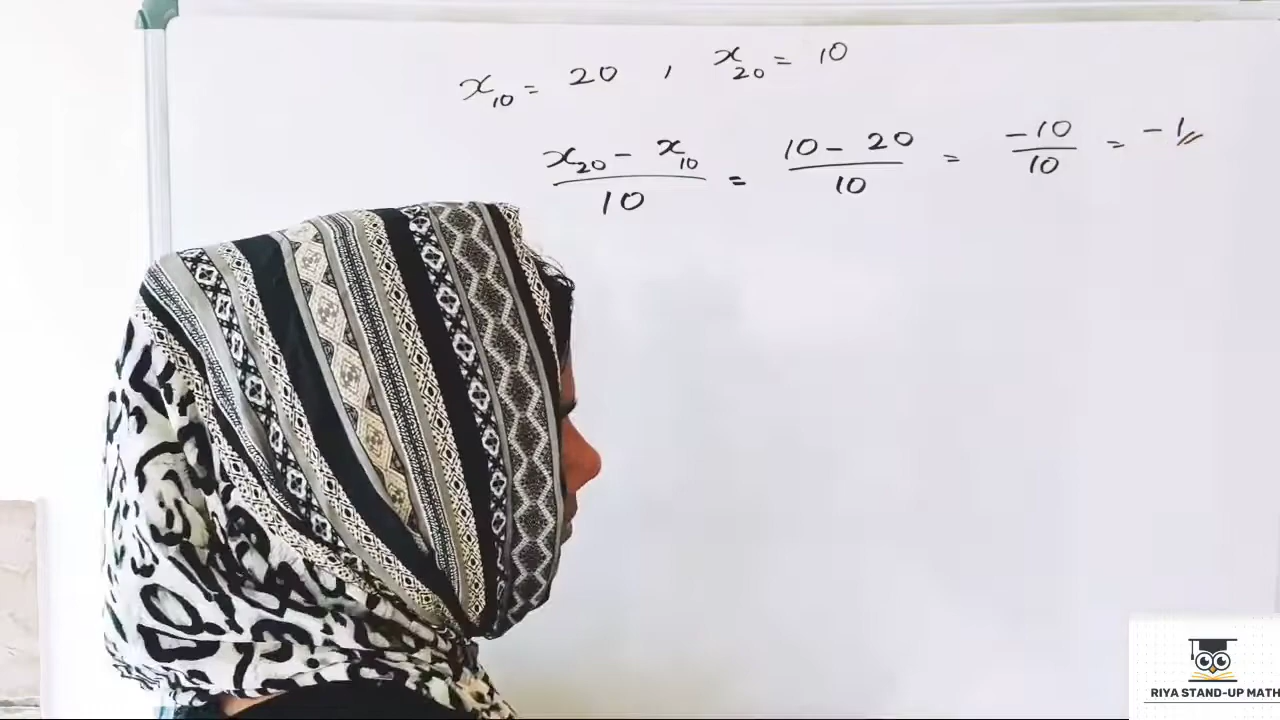 x₁₀ = 20 , x₂₀ = 10
(x₂₀ − x₁₀)/10 = (10 − 20)/10 = −10/10 = −1
RIYA STAND-UP MATH